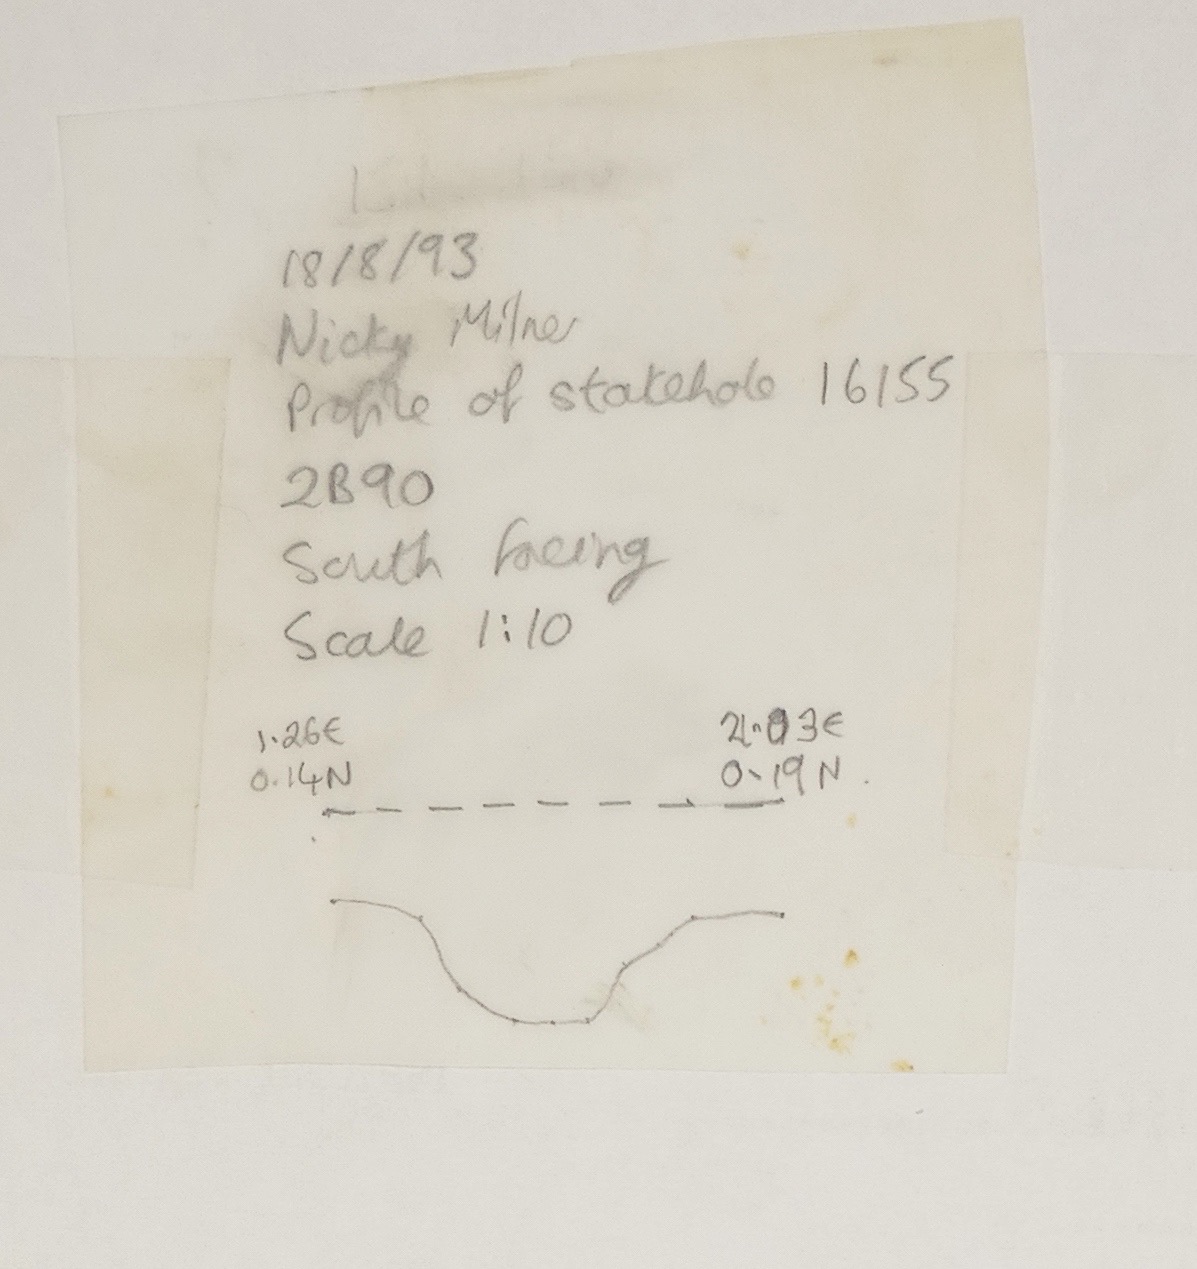 18/8/93
Nicky Milner
Profile of stakehole 16155
2B90
South facing
Scale 1:10
1.26E
0.14N
0.19N